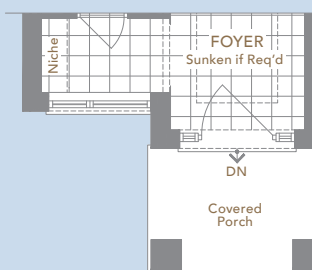 Niche
FOYER
Sunken if Req'd
DN
Covered
Porch